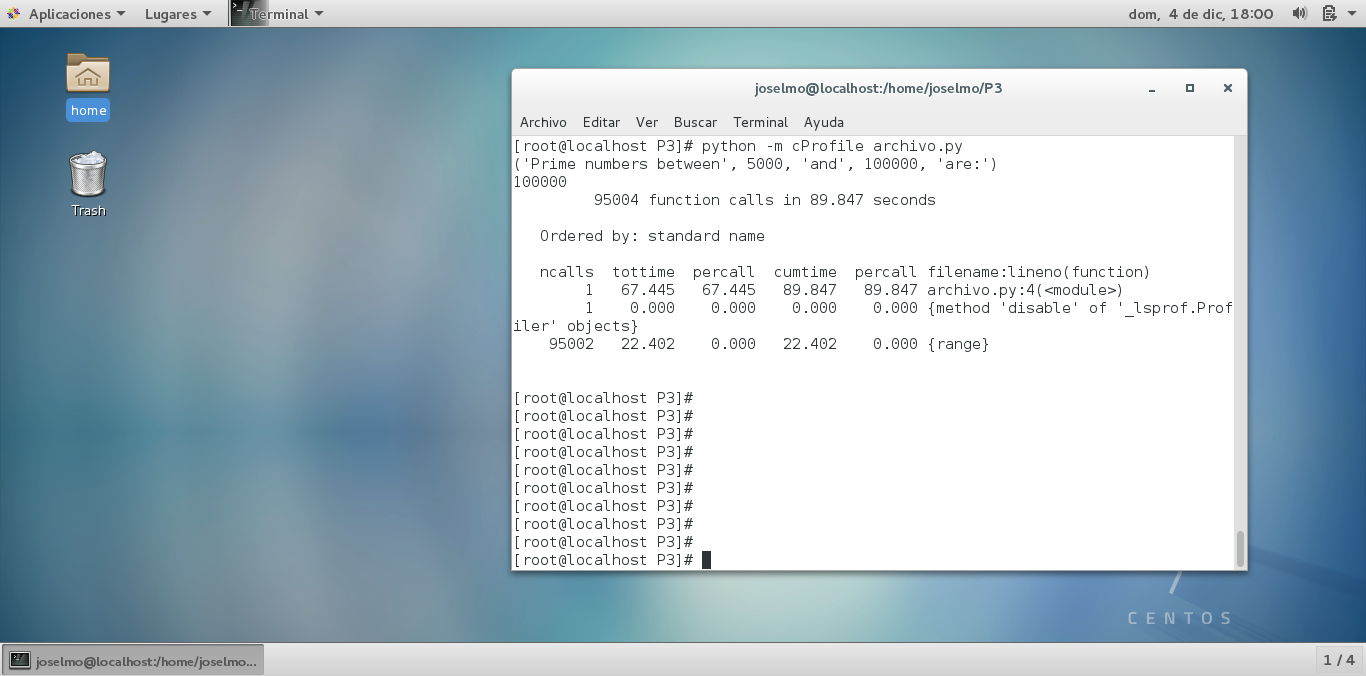 Aplicaciones Lugares Terminal dom, 4 de dic, 18:00
home
Trash
joselmo@localhost:/home/joselmo/P3
Archivo Editar Ver Buscar Terminal Ayuda
[root@localhost P3]# python -m cProfile archivo.py
('Prime numbers between', 5000, 'and', 100000, 'are:')
100000
         95004 function calls in 89.847 seconds
   Ordered by: standard name
   ncalls  tottime  percall  cumtime  percall filename:lineno(function)
        1   67.445   67.445   89.847   89.847 archivo.py:4(<module>)
        1    0.000    0.000    0.000    0.000 {method 'disable' of '_lsprof.Prof
iler' objects}
    95002   22.402    0.000   22.402    0.000 {range}
[root@localhost P3]#
[root@localhost P3]#
[root@localhost P3]#
[root@localhost P3]#
[root@localhost P3]#
[root@localhost P3]#
[root@localhost P3]#
[root@localhost P3]#
[root@localhost P3]#
[root@localhost P3]#
CENTOS
joselmo@localhost:/home/joselmo... 1 / 4